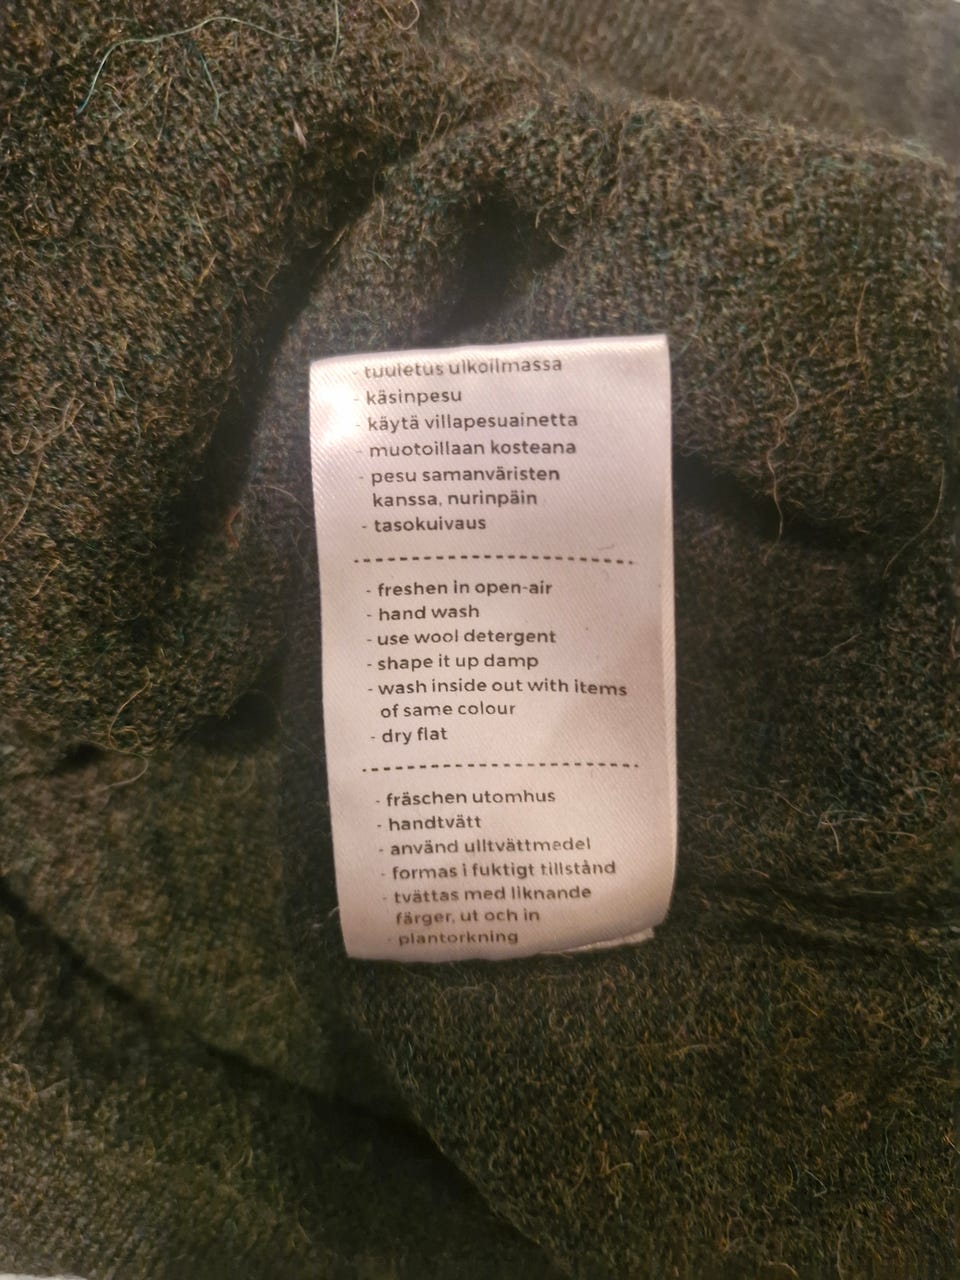 - tuuletus ulkoilmassa
- käsinpesu
- käytä villapesuainetta
- muotoillaan kosteana
- pesu samanväristen
kanssa, nurinpäin
- tasokuivaus
- freshen in open-air
- hand wash
- use wool detergent
- shape it up damp
- wash inside out with items
of same colour
- dry flat
- fräschen utomhus
- handtvätt
- använd ulltvättmedel
- formas i fuktigt tillstånd
- tvättas med liknande
färger, ut och in
- plantorkning